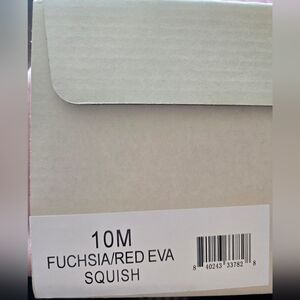 10M
FUCHSIA/RED EVA
SQUISH
8 40243 33782 8